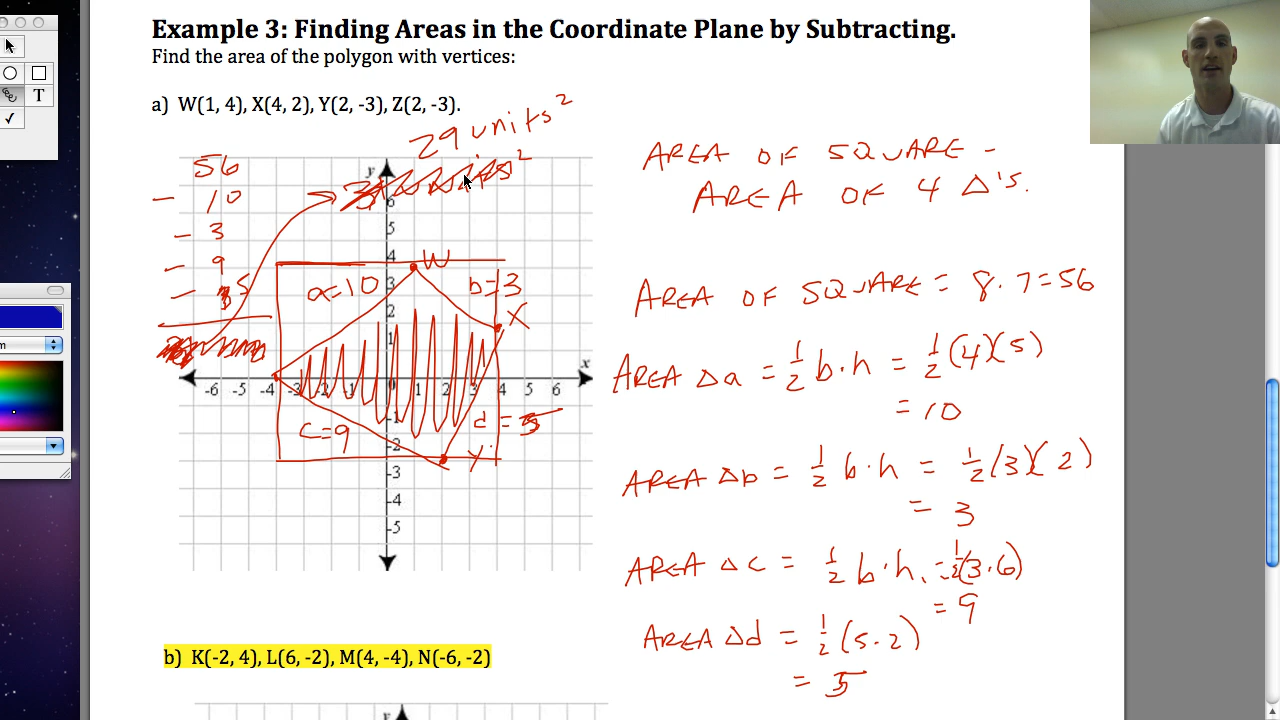 Example 3: Finding Areas in the Coordinate Plane by Subtracting.
Find the area of the polygon with vertices:
a) W(1, 4), X(4, 2), Y(2, -3), Z(2, -3).
29 units²
56
- 10
- 3
- 9
- 5
y
6
5
4
3
2
1
0
-1
-2
-3
-4
-5
-6 -5 -4 -3 -2 -1 1 2 3 4 5 6
x
W
X
Y
a=10
b=3
c=9
d=5
AREA OF SQUARE -
AREA OF 4 Δ's.
AREA OF SQUARE = 8·7=56
AREA Δa = 1/2 b·h = 1/2(4)(5)
= 10
AREA Δb = 1/2 b·h = 1/2(3)(2)
= 3
AREA Δc = 1/2 b·h. = 1/2(3·6)
= 9
AREA Δd = 1/2(5·2)
= 5
b) K(-2, 4), L(6, -2), M(4, -4), N(-6, -2)
y
T
m